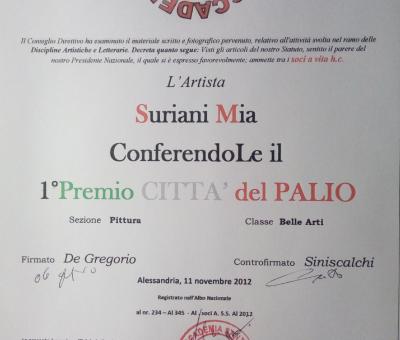 Il Consiglio Direttivo ha esaminato il materiale scritto e fotografico pervenuto, relativo all'attività svolta nel ramo delle
Discipline Artistiche e Letterarie. Decreta quanto segue: Visti gli articoli del nostro Statuto, sentito il parere del
nostro Presidente Nazionale, il quale si è espresso favorevolmente; ammette tra i soci a vita h.c.
L'Artista
Suriani Mia
ConferendoLe il
1°Premio CITTA' del PALIO
Sezione Pittura Classe Belle Arti
Firmato De Gregorio Controfirmato Siniscalchi
Alessandria, 11 novembre 2012
Registrato nell'Albo Nazionale
al nr. 234 – Al 345 - Al soci A. S.S. Al 2012